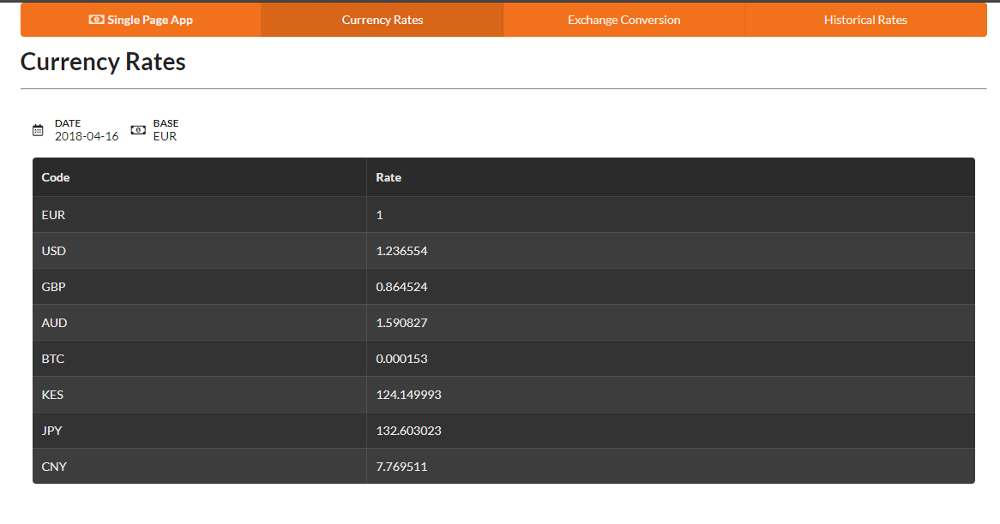 Single Page App Currency Rates Exchange Conversion Historical Rates
Currency Rates
DATE BASE
2018-04-16 EUR
Code Rate
EUR 1
USD 1.236554
GBP 0.864524
AUD 1.590827
BTC 0.000153
KES 124.149993
JPY 132.603023
CNY 7.769511